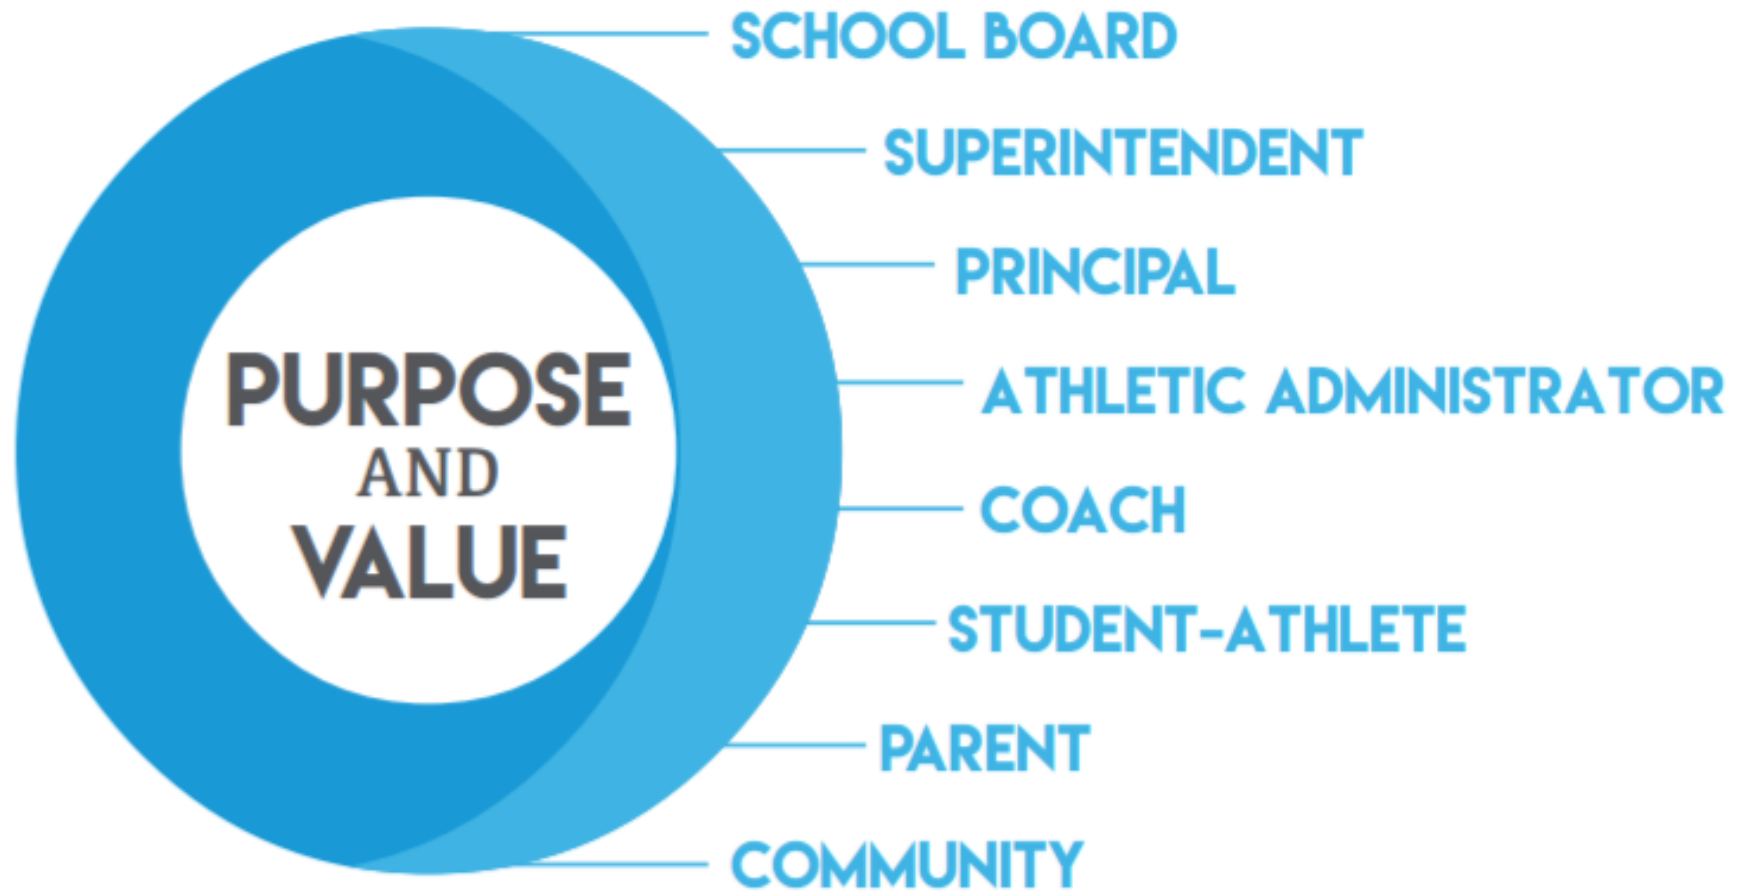 SCHOOL BOARD
SUPERINTENDENT
PRINCIPAL
ATHLETIC ADMINISTRATOR
COACH
STUDENT-ATHLETE
PARENT
COMMUNITY
PURPOSE
AND
VALUE